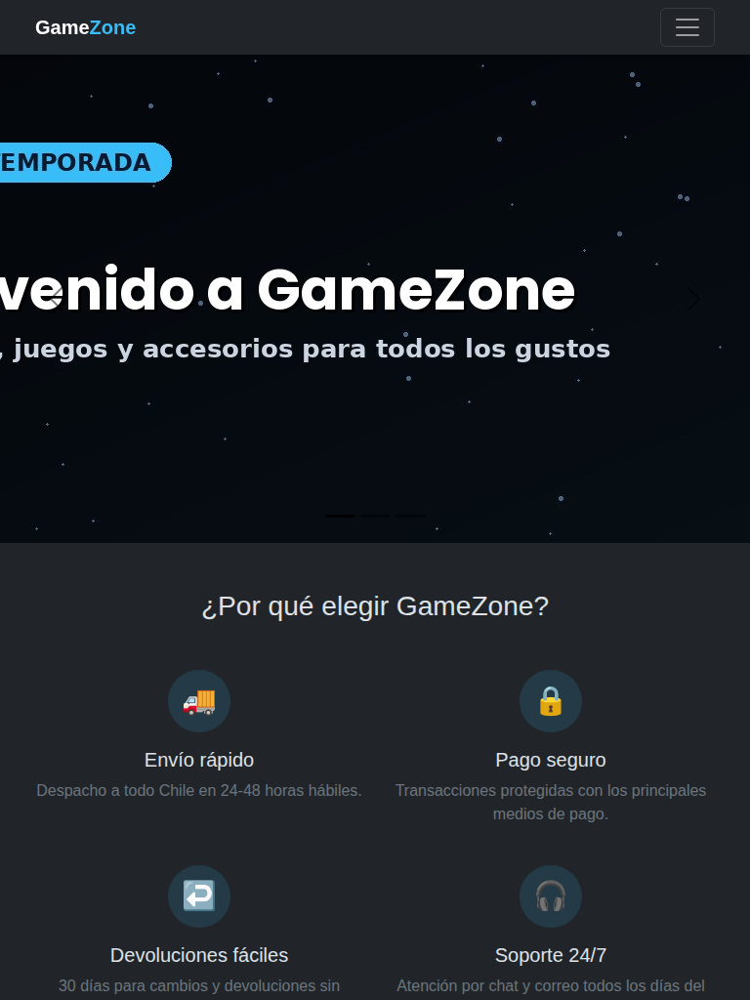 GameZone
EMPORADA
venido a GameZone
, juegos y accesorios para todos los gustos
¿Por qué elegir GameZone?
Envío rápido
Despacho a todo Chile en 24-48 horas hábiles.
Pago seguro
Transacciones protegidas con los principales
medios de pago.
Devoluciones fáciles
30 días para cambios y devoluciones sin
Soporte 24/7
Atención por chat y correo todos los días del